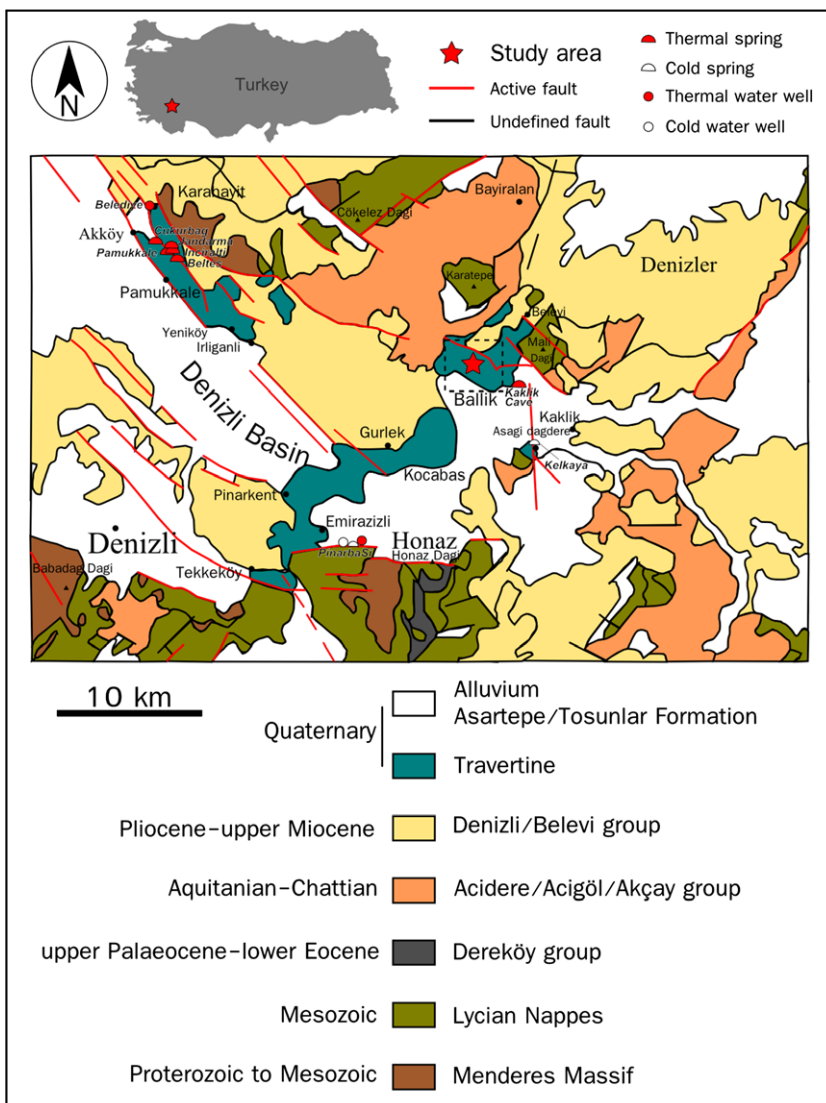 N
Turkey
Study area
Active fault
Undefined fault
Thermal spring
Cold spring
Thermal water well
Cold water well
Karahayit
Belediye
Akköy
Cukurbag
Yandarma
Inciralti
Pamukkale
Beltes
Pamukkale
Yeniköy
Irliganli
Cökelez Dagi
Bayiralan
Karatepe
Denizler
Belevi
Mali
Dagi
Kaklik
Cave
Ballik
Kaklik
Asagi dagdere
Kelkaya
Denizli Basin
Gurlek
Kocabas
Pinarkent
Emirazizli
Honaz
PinarbaSi
Honaz Dagi
Denizli
Babadag Dagi
Tekkeköy
10 km
Quaternary
Alluvium
Asartepe/Tosunlar Formation
Travertine
Pliocene-upper Miocene
Denizli/Belevi group
Aquitanian-Chattian
Acidere/Acigöl/Akçay group
upper Palaeocene-lower Eocene
Dereköy group
Mesozoic
Lycian Nappes
Proterozoic to Mesozoic
Menderes Massif